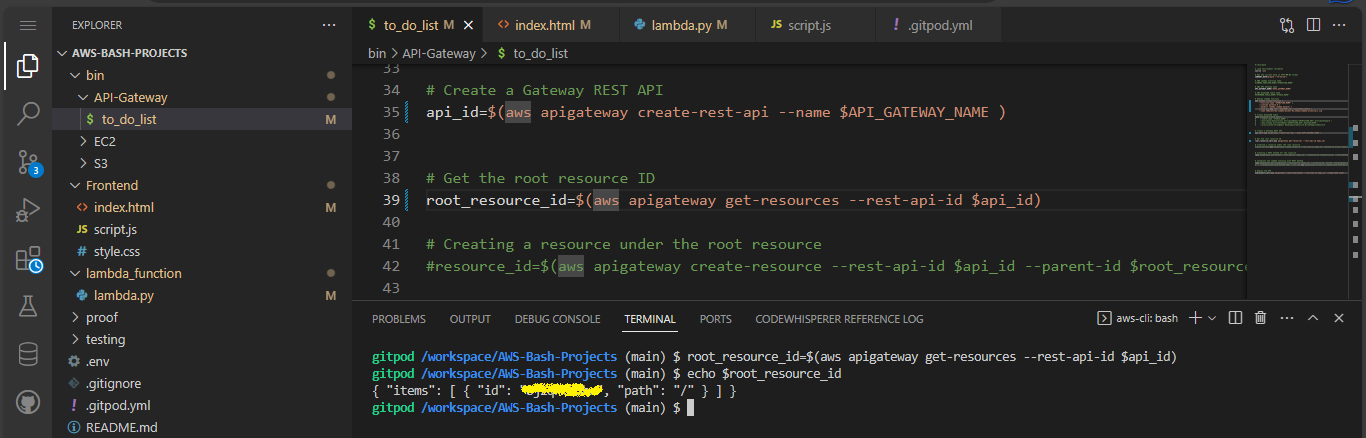 EXPLORER
AWS-BASH-PROJECTS
bin
API-Gateway
$ to_do_list M
EC2
S3
Frontend
<> index.html M
JS script.js
# style.css
lambda_function
lambda.py M
proof
testing
.env
.gitignore
! .gitpod.yml
README.md
3
$ to_do_list M
<> index.html M
lambda.py M
JS script.js
! .gitpod.yml
bin > API-Gateway > $ to_do_list
33
34 # Create a Gateway REST API
35 api_id=$(aws apigateway create-rest-api --name $API_GATEWAY_NAME )
36
37
38 # Get the root resource ID
39 root_resource_id=$(aws apigateway get-resources --rest-api-id $api_id)
40
41 # Creating a resource under the root resource
42 #resource_id=$(aws apigateway create-resource --rest-api-id $api_id --parent-id $root_resourc
43
PROBLEMS OUTPUT DEBUG CONSOLE TERMINAL PORTS CODEWHISPERER REFERENCE LOG
aws-cli: bash
gitpod /workspace/AWS-Bash-Projects (main) $ root_resource_id=$(aws apigateway get-resources --rest-api-id $api_id)
gitpod /workspace/AWS-Bash-Projects (main) $ echo $root_resource_id
{ "items": [ { "id": , "path": "/" } ] }
gitpod /workspace/AWS-Bash-Projects (main) $